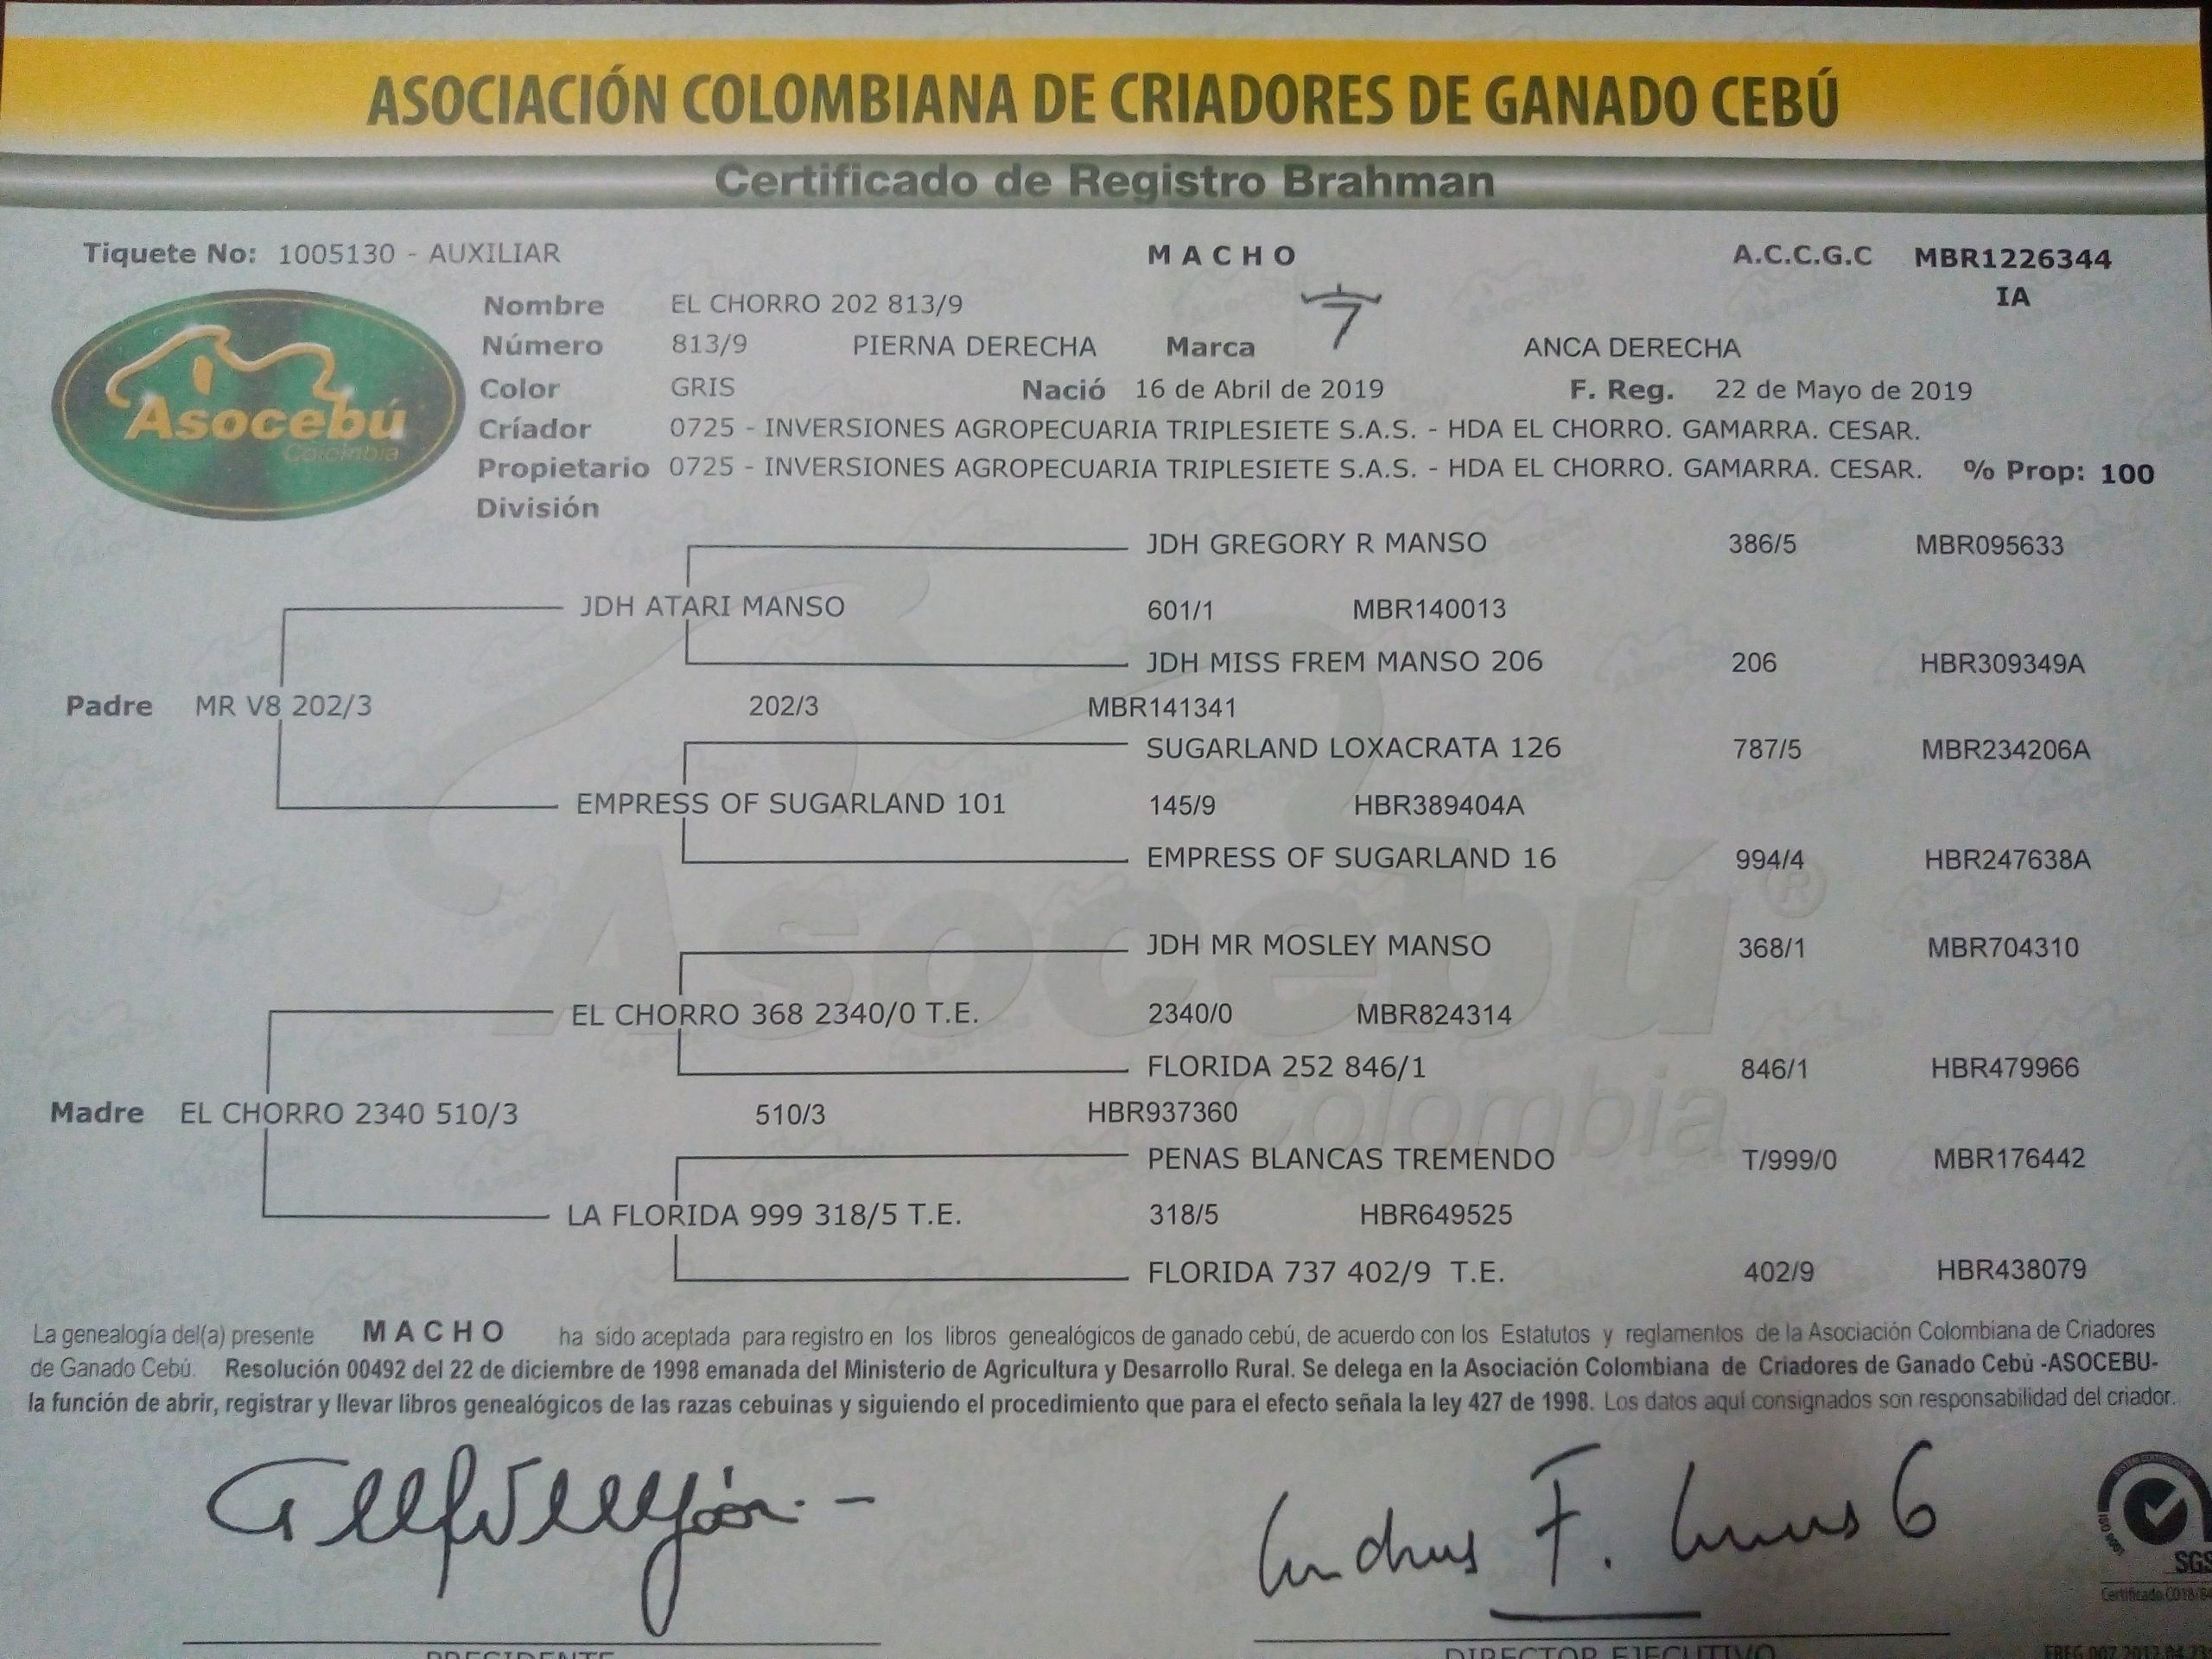 ASOCIACIÓN COLOMBIANA DE CRIADORES DE GANADO CEBÚ
Certificado de Registro Brahman
Tiquete No: 1005130 - AUXILIAR MACHO A.C.C.G.C MBR1226344
IA
Asocebú
Colombia
Nombre EL CHORRO 202 813/9
7
Número 813/9 PIERNA DERECHA Marca ANCA DERECHA
Color GRIS Nació 16 de Abril de 2019 F. Reg. 22 de Mayo de 2019
Críador 0725 - INVERSIONES AGROPECUARIA TRIPLESIETE S.A.S. - HDA EL CHORRO. GAMARRA. CESAR.
Propietario 0725 - INVERSIONES AGROPECUARIA TRIPLESIETE S.A.S. - HDA EL CHORRO. GAMARRA. CESAR. % Prop: 100
División
JDH GREGORY R MANSO 386/5 MBR095633
JDH ATARI MANSO 601/1 MBR140013
JDH MISS FREM MANSO 206 206 HBR309349A
Padre MR V8 202/3 202/3 MBR141341
SUGARLAND LOXACRATA 126 787/5 MBR234206A
EMPRESS OF SUGARLAND 101 145/9 HBR389404A
EMPRESS OF SUGARLAND 16 994/4 HBR247638A
Asocebú®
JDH MR MOSLEY MANSO 368/1 MBR704310
EL CHORRO 368 2340/0 T.E. 2340/0 MBR824314
FLORIDA 252 846/1 846/1 HBR479966
Colombia
Madre EL CHORRO 2340 510/3 510/3 HBR937360
PENAS BLANCAS TREMENDO T/999/0 MBR176442
LA FLORIDA 999 318/5 T.E. 318/5 HBR649525
FLORIDA 737 402/9 T.E. 402/9 HBR438079
La genealogía del(a) presente MACHO ha sido aceptada para registro en los libros genealógicos de ganado cebú, de acuerdo con los Estatutos y reglamentos de la Asociación Colombiana de Criadores
de Ganado Cebú. Resolución 00492 del 22 de diciembre de 1998 emanada del Ministerio de Agricultura y Desarrollo Rural. Se delega en la Asociación Colombiana de Criadores de Ganado Cebú -ASOCEBU-
la función de abrir, registrar y llevar libros genealógicos de las razas cebuinas y siguiendo el procedimiento que para el efecto señala la ley 427 de 1998. Los datos aquí consignados son responsabilidad del criador.
SGS
PRESIDENTE DIRECTOR EJECUTIVO